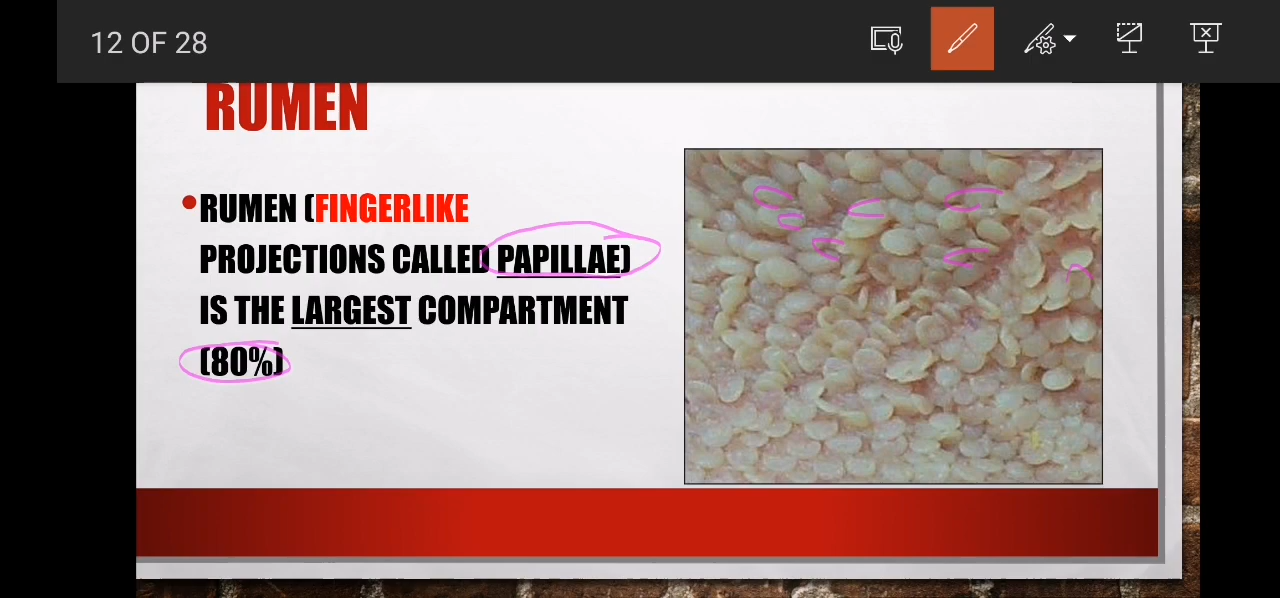 12 OF 28
RUMEN
•RUMEN (FINGERLIKE
PROJECTIONS CALLED PAPILLAE)
IS THE LARGEST COMPARTMENT
(80%)